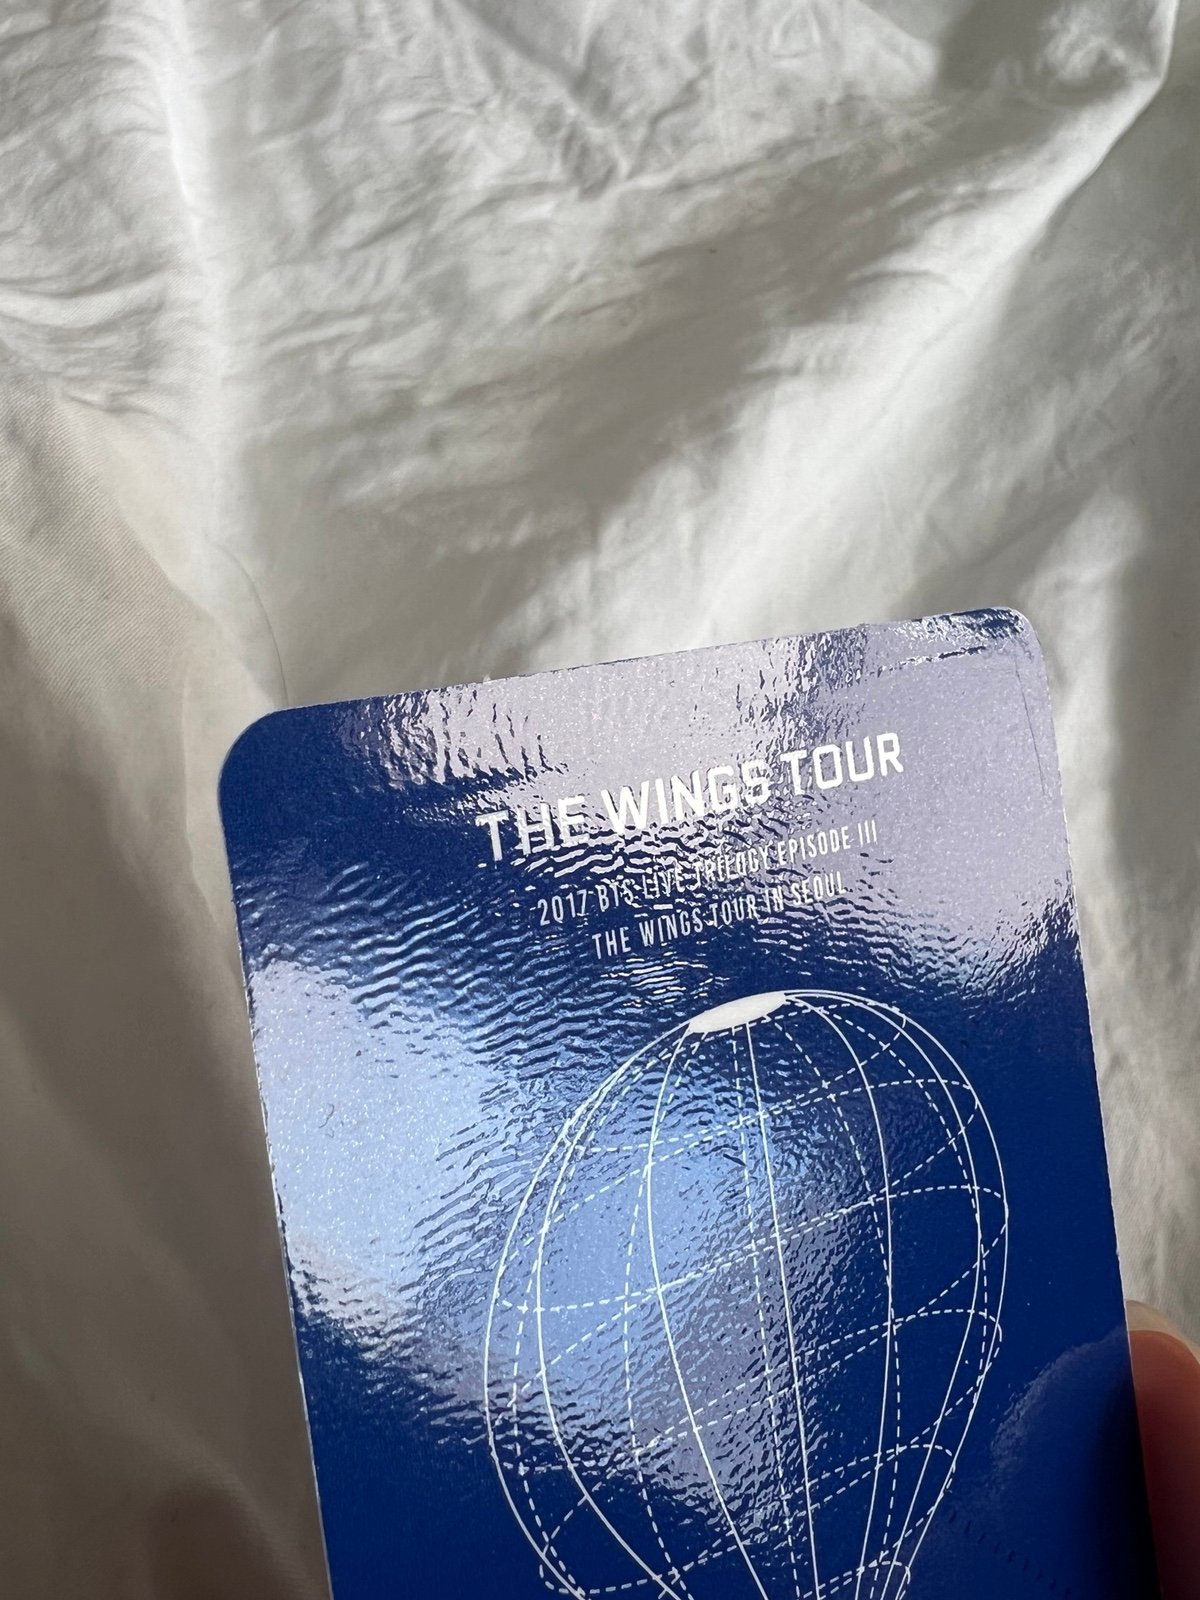 THE WINGS TOUR
2017 BTS LIVE TRILOGY EPISODE III
THE WINGS TOUR IN SEOUL